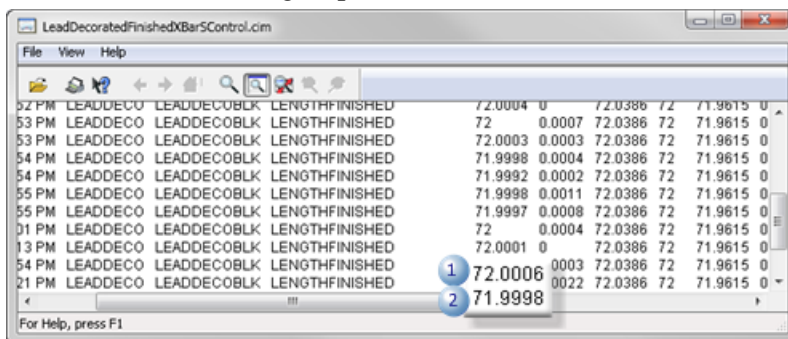 LeadDecoratedFinishedXBarSControl.cim
File View Help
52 PM LEADDECO LEADDECOBLK LENGTHFINISHED 72.0004 0 72.0386 72 71.9615 0
53 PM LEADDECO LEADDECOBLK LENGTHFINISHED 72 0.0007 72.0386 72 71.9615 0
53 PM LEADDECO LEADDECOBLK LENGTHFINISHED 72.0003 0.0003 72.0386 72 71.9615 0
54 PM LEADDECO LEADDECOBLK LENGTHFINISHED 71.9998 0.0004 72.0386 72 71.9615 0
54 PM LEADDECO LEADDECOBLK LENGTHFINISHED 71.9992 0.0002 72.0386 72 71.9615 0
55 PM LEADDECO LEADDECOBLK LENGTHFINISHED 71.9998 0.0011 72.0386 72 71.9615 0
55 PM LEADDECO LEADDECOBLK LENGTHFINISHED 71.9997 0.0008 72.0386 72 71.9615 0
01 PM LEADDECO LEADDECOBLK LENGTHFINISHED 72 0.0004 72.0386 72 71.9615 0
13 PM LEADDECO LEADDECOBLK LENGTHFINISHED 72.0001 0 72.0386 72 71.9615 0
54 PM LEADDECO LEADDECOBLK LENGTHFINISHED 1 72.0006 0003 72.0386 72 71.9615 0
21 PM LEADDECO LEADDECOBLK LENGTHFINISHED 2 71.9998 0022 72.0386 72 71.9615 0
For Help, press F1